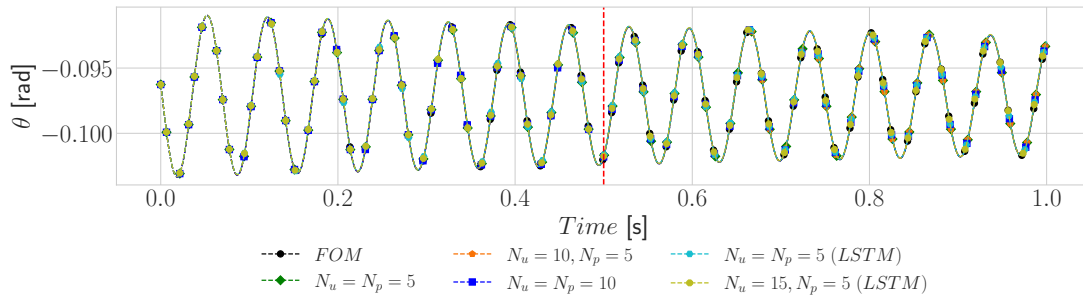 −0.095
−0.100
θ [rad]
0.0 0.2 0.4 0.6 0.8 1.0
Time [s]
FOM N_u = 10, N_p = 5 N_u = N_p = 5 (LSTM)
N_u = N_p = 5 N_u = N_p = 10 N_u = 15, N_p = 5 (LSTM)